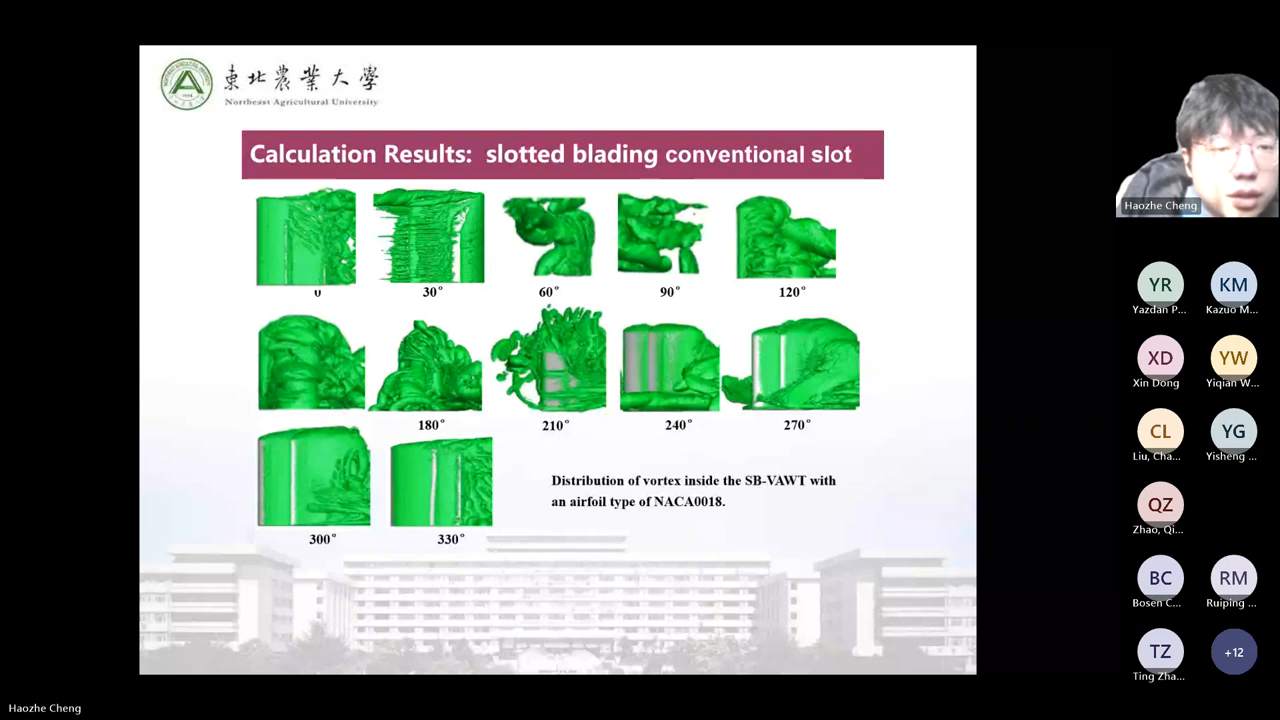 東北農業大學
Northeast Agricultural University
Calculation Results: slotted blading conventional slot
0
30°
60°
90°
120°
180°
210°
240°
270°
Distribution of vortex inside the SB-VAWT with
an airfoil type of NACA0018.
300°
330°
Haozhe Cheng
YR
KM
Yazdan P...
Kazuo M...
XD
YW
Xin Dong
Yiqian W...
CL
YG
Liu, Cha...
Yisheng ...
QZ
Zhao, Qi...
BC
RM
Bosen C...
Ruiping ...
TZ
+12
Ting Zha...
Haozhe Cheng